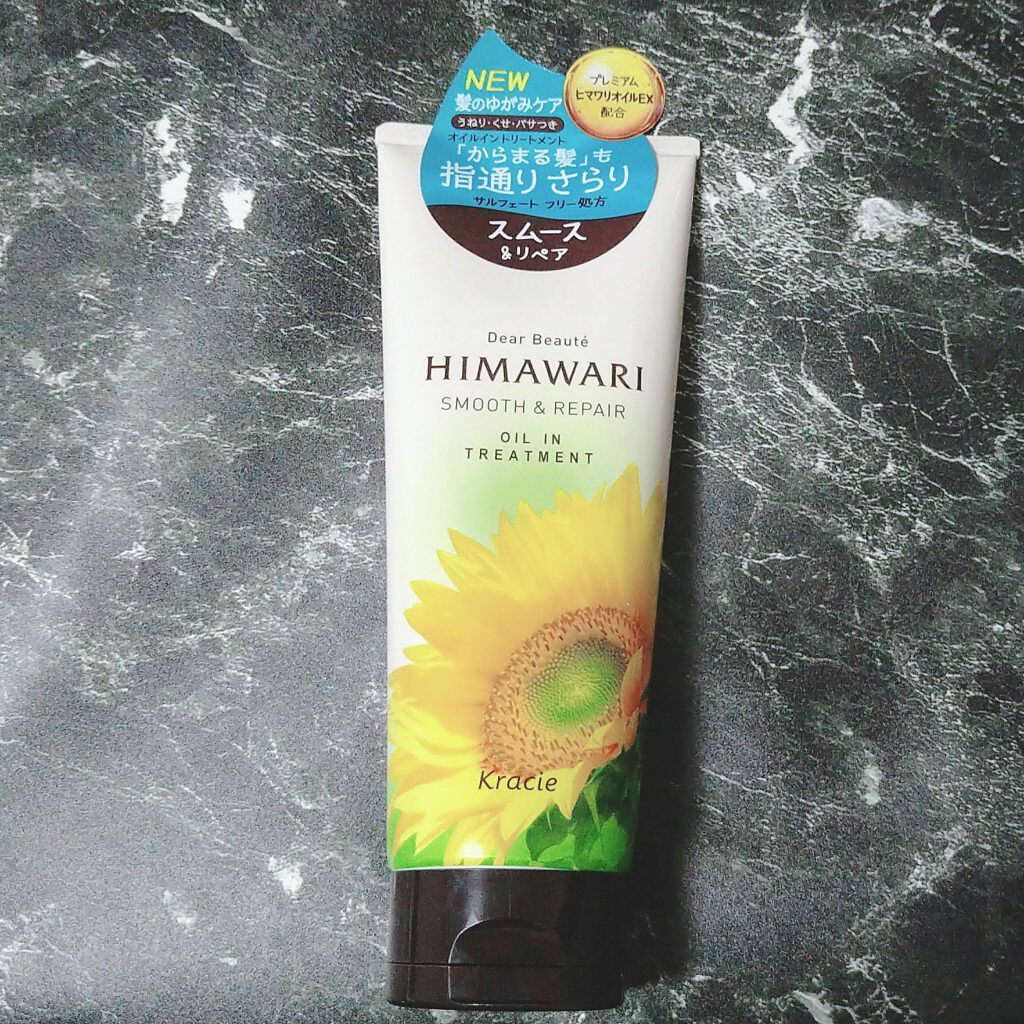 NEW
髪のゆがみケア
うねり・くせ・パサつき
オイルイントリートメント
「からまる髪」も
指通りさらり
サルフェート フリー処方
スムース
&リペア
プレミアム
ヒマワリオイルEX
配合
Dear Beauté
HIMAWARI
SMOOTH & REPAIR
OIL IN
TREATMENT
Kracie